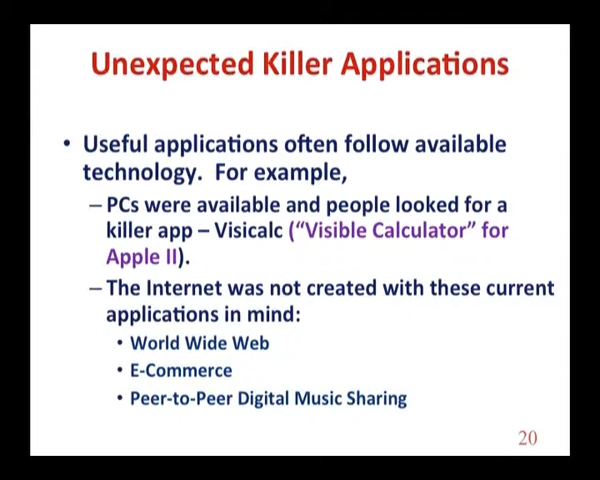 Unexpected Killer Applications
• Useful applications often follow available
technology. For example,
– PCs were available and people looked for a
killer app – Visicalc (“Visible Calculator” for
Apple II).
– The Internet was not created with these current
applications in mind:
• World Wide Web
• E-Commerce
• Peer-to-Peer Digital Music Sharing
20